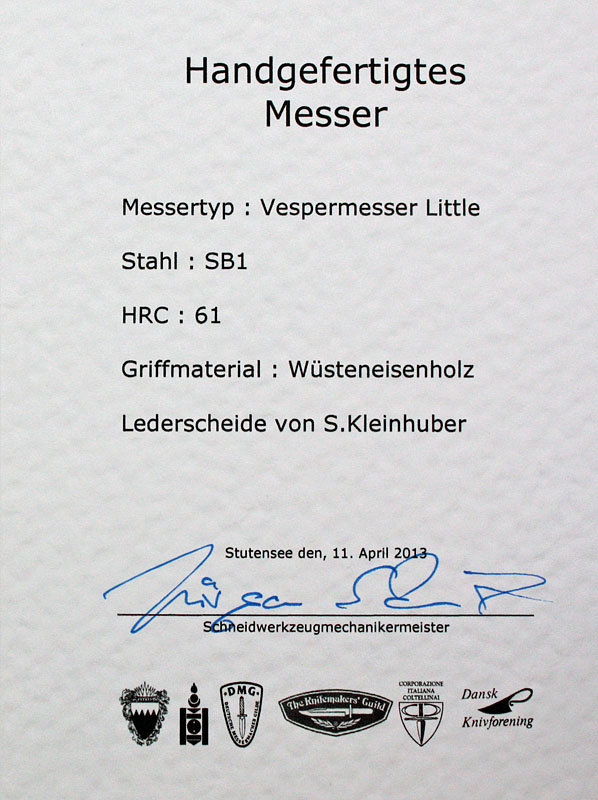 Handgefertigtes
Messer
Messertyp : Vespermesser Little
Stahl : SB1
HRC : 61
Griffmaterial : Wüsteneisenholz
Lederscheide von S.Kleinhuber
Stutensee den, 11. April 2013
Schneidwerkzeugmechanikermeister
DMG
The Knifemakers' Guild
CORPORAZIONE
ITALIANA
COLTELLINAI
Dansk
Knivforening